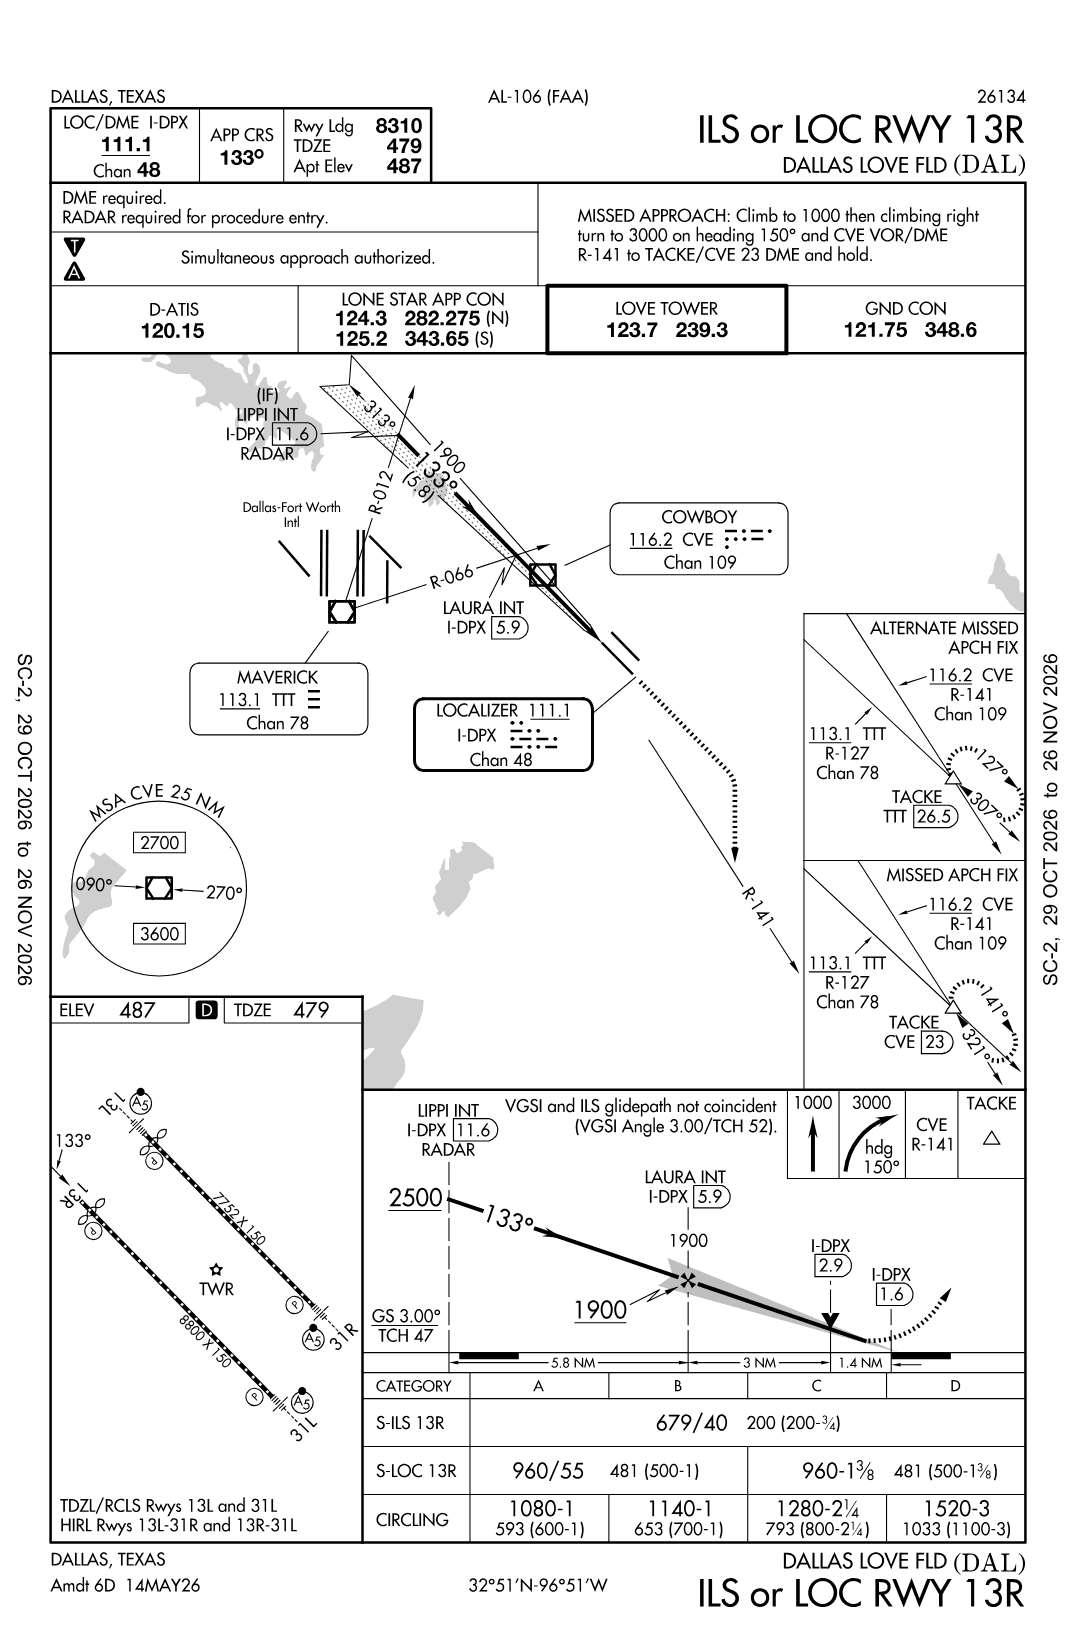 DALLAS, TEXAS
AL-106 (FAA)
26134
LOC/DME I-DPX
111.1
Chan 48
APP CRS
133°
Rwy Ldg 8310
TDZE 479
Apt Elev 487
ILS or LOC RWY 13R
DALLAS LOVE FLD (DAL)
DME required.
RADAR required for procedure entry.
T
A
Simultaneous approach authorized.
MISSED APPROACH: Climb to 1000 then climbing right
turn to 3000 on heading 150° and CVE VOR/DME
R-141 to TACKE/CVE 23 DME and hold.
D-ATIS
120.15
LONE STAR APP CON
124.3 282.275 (N)
125.2 343.65 (S)
LOVE TOWER
123.7 239.3
GND CON
121.75 348.6
(IF)
LIPPI INT
I-DPX 11.6
RADAR
313°
1900
133°
(5.8)
R-012
Dallas-Fort Worth
Intl
R-066
LAURA INT
I-DPX 5.9
COWBOY
116.2 CVE
Chan 109
MAVERICK
113.1 TTT
Chan 78
LOCALIZER 111.1
I-DPX
Chan 48
R-141
MSA CVE 25 NM
2700
090°
270°
3600
ALTERNATE MISSED
APCH FIX
116.2 CVE
R-141
Chan 109
113.1 TTT
R-127
Chan 78
127°
307°
TACKE
TTT 26.5
MISSED APCH FIX
116.2 CVE
R-141
Chan 109
113.1 TTT
R-127
Chan 78
141°
321°
TACKE
CVE 23
SC-2, 29 OCT 2026 to 26 NOV 2026
SC-2, 29 OCT 2026 to 26 NOV 2026
ELEV 487
D
TDZE 479
13L
A5
133°
P
13R
P
7752 X 150
TWR
8800 X 150
P
A5
31R
P
A5
31L
TDZL/RCLS Rwys 13L and 31L
HIRL Rwys 13L-31R and 13R-31L
LIPPI INT
I-DPX 11.6
RADAR
VGSI and ILS glidepath not coincident
(VGSI Angle 3.00/TCH 52).
1000
3000
hdg
150°
CVE
R-141
TACKE
2500
133°
LAURA INT
I-DPX 5.9
1900
1900
I-DPX
2.9
I-DPX
1.6
GS 3.00°
TCH 47
5.8 NM
3 NM
1.4 NM
CATEGORY A B C D
S-ILS 13R 679/40 200 (200-¾)
S-LOC 13R 960/55 481 (500-1) 960-1⅜ 481 (500-1⅜)
CIRCLING 1080-1 1140-1 1280-2¼ 1520-3
593 (600-1) 653 (700-1) 793 (800-2¼) 1033 (1100-3)
DALLAS, TEXAS
Amdt 6D 14MAY26
32°51'N-96°51'W
DALLAS LOVE FLD (DAL)
ILS or LOC RWY 13R